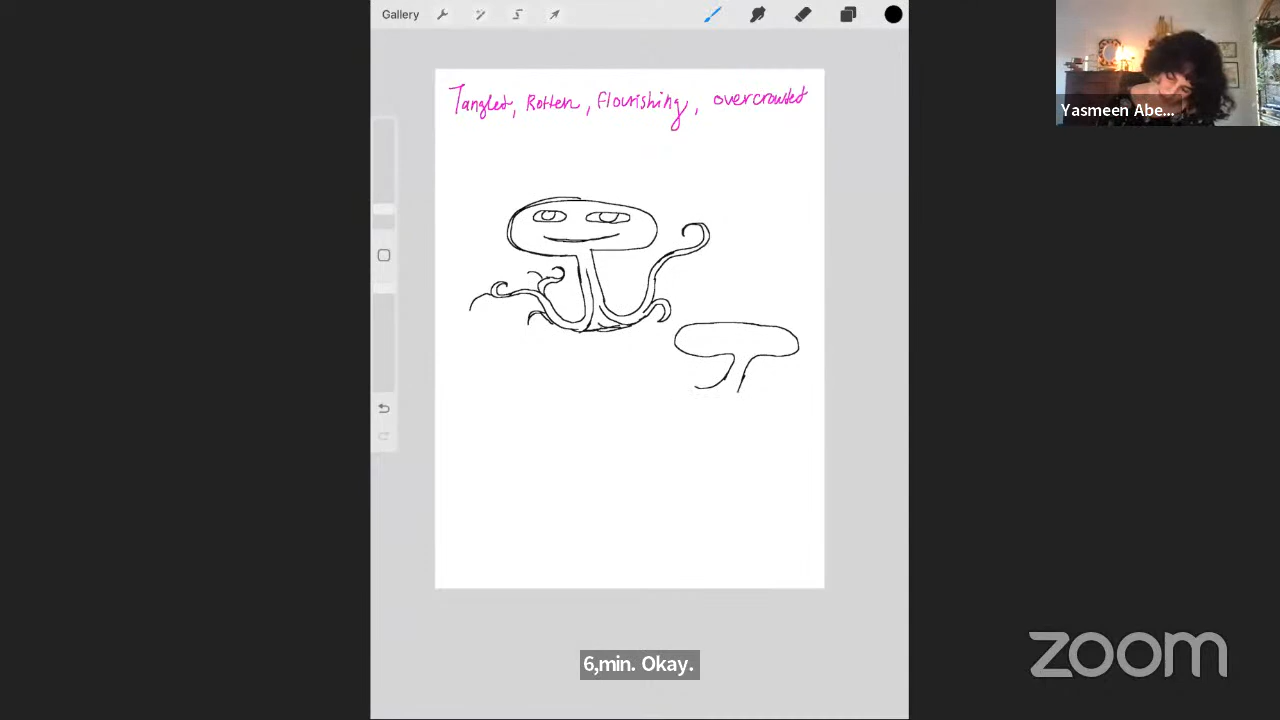 Gallery
Tangled, Rotten, Flourishing, overcrowded
Yasmeen Abe...
6,min. Okay.
zoom